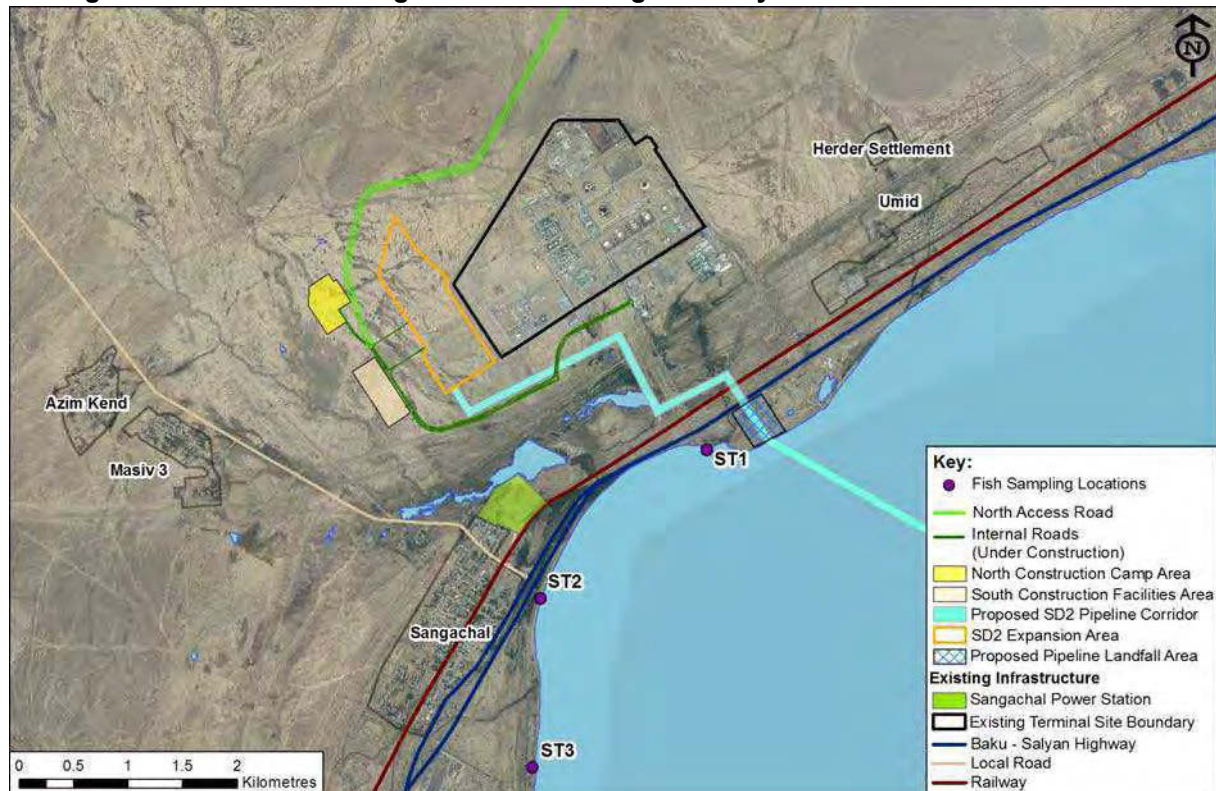 N
Herder Settlement
Umid
Azim Kend
Masiv 3
ST1
ST2
Sangachal
ST3
0 0.5 1 1.5 2
Kilometres
Key:
Fish Sampling Locations
North Access Road
Internal Roads
(Under Construction)
North Construction Camp Area
South Construction Facilities Area
Proposed SD2 Pipeline Corridor
SD2 Expansion Area
Proposed Pipeline Landfall Area
Existing Infrastructure
Sangachal Power Station
Existing Terminal Site Boundary
Baku - Salyan Highway
Local Road
Railway